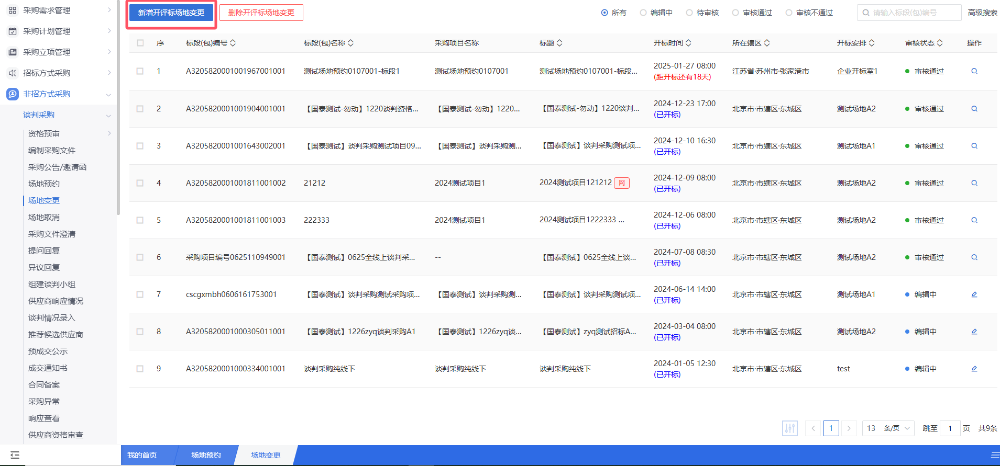 采购需求管理
采购计划管理
采购立项管理
招标方式采购
非招方式采购
谈判采购
资格预审
编制采购文件
采购公告/邀请函
场地预约
场地变更
场地取消
采购文件澄清
提问回复
异议回复
组建谈判小组
供应商响应情况
谈判情况录入
推荐候选供应商
预成交公示
成交通知书
合同备案
采购异常
响应查看
供应商资格审查
新增开评标场地变更 删除开评标场地变更 所有 编辑中 待审核 审核通过 审核不通过 请输入标段(包)编号 高级搜索
序 标段(包)编号 标段(包)名称 采购项目名称 标题 开标时间 所在辖区 开标安排 审核状态 操作
1 A3205820001001967001001 测试场地预约0107001-标段1 测试场地预约0107001 测试场地预约0107001-标段... 2025-01-27 08:00 江苏省·苏州市·张家港市 企业开标室1 审核通过
(距开标还有18天)
2 A3205820001001904001001 【国泰测试-勿动】1220谈判资格... 【国泰测试-勿动】1220... 【国泰测试-勿动】1220谈判... 2024-12-23 17:00 北京市·市辖区·东城区 测试场地A2 审核通过
(已开标)
3 A3205820001001643002001 【国泰测试】谈判采购测试项目09... 【国泰测试】谈判采购测... 【国泰测试】谈判采购测试项... 2024-12-10 16:30 北京市·市辖区·东城区 测试场地A1 审核通过
(已开标)
4 A3205820001001811001002 21212 2024测试项目1 2024测试项目121212 网 2024-12-09 08:00 北京市·市辖区·东城区 测试场地A2 审核通过
(已开标)
5 A3205820001001811001003 222333 2024测试项目1 2024测试项目1222333 ... 2024-12-06 08:00 北京市·市辖区·东城区 测试场地A2 审核通过
(已开标)
6 采购项目编号0625110949001 【国泰测试】0625全线上谈判采... -- 【国泰测试】0625全线上谈... 2024-07-08 08:30 北京市·市辖区·东城区 测试场地A2 审核通过
(已开标)
7 cscgxmbh0606161753001 【国泰测试】谈判采购测试采购项... 【国泰测试】谈判采购测... 【国泰测试】谈判采购测试项... 2024-06-14 14:00 北京市·市辖区·东城区 测试场地A1 编辑中
(已开标)
8 A3205820001000305011001 【国泰测试】1226zyq谈判采购A1 【国泰测试】1226zyq谈... 【国泰测试】zyq测试招标A... 2024-03-04 08:00 北京市·市辖区·东城区 测试场地A2 编辑中
(已开标)
9 A3205820001000334001001 谈判采购纯线下 谈判采购纯线下 谈判采购纯线下 2024-01-05 12:30 北京市·市辖区·东城区 test 编辑中
(已开标)
1 13 条/页 跳至 1 页 共9条
我的首页 场地预约 场地变更